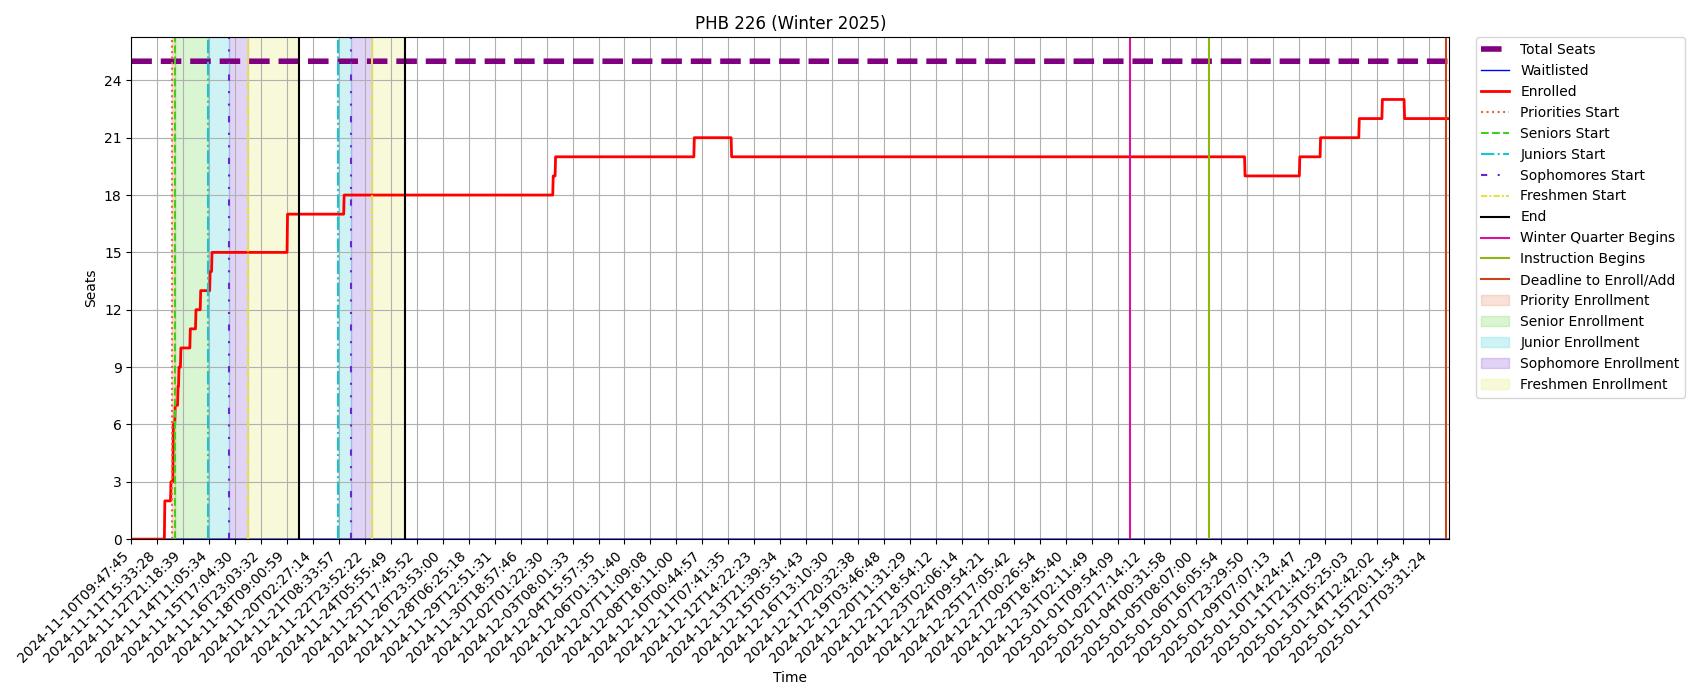 PHB 226 (Winter 2025)
Seats
24
21
18
15
12
9
6
3
0
2024-11-10T09:47:45
2024-11-11T15:33:28
2024-11-12T21:18:39
2024-11-14T11:05:34
2024-11-15T17:04:30
2024-11-16T23:03:32
2024-11-18T09:00:59
2024-11-20T02:27:14
2024-11-21T08:33:57
2024-11-22T23:52:22
2024-11-24T05:55:49
2024-11-25T17:45:52
2024-11-26T23:53:00
2024-11-28T06:25:18
2024-11-29T12:51:31
2024-11-30T18:57:46
2024-12-02T01:22:30
2024-12-03T08:01:33
2024-12-04T15:57:35
2024-12-06T01:31:40
2024-12-07T11:09:08
2024-12-08T18:11:00
2024-12-10T00:44:57
2024-12-11T07:41:35
2024-12-12T14:22:23
2024-12-13T21:39:34
2024-12-15T05:51:43
2024-12-16T13:10:30
2024-12-17T20:32:38
2024-12-19T03:46:48
2024-12-20T11:31:29
2024-12-21T18:54:12
2024-12-23T02:06:14
2024-12-24T09:54:21
2024-12-25T17:05:42
2024-12-27T00:26:54
2024-12-29T18:45:40
2024-12-31T02:11:49
2025-01-01T09:54:09
2025-01-02T17:14:12
2025-01-04T00:31:58
2025-01-05T08:07:00
2025-01-06T16:05:54
2025-01-07T23:29:50
2025-01-09T07:07:13
2025-01-10T14:24:47
2025-01-11T21:41:29
2025-01-13T05:25:03
2025-01-14T12:42:02
2025-01-15T20:11:54
2025-01-17T03:31:24
Time
Total Seats
Waitlisted
Enrolled
Priorities Start
Seniors Start
Juniors Start
Sophomores Start
Freshmen Start
End
Winter Quarter Begins
Instruction Begins
Deadline to Enroll/Add
Priority Enrollment
Senior Enrollment
Junior Enrollment
Sophomore Enrollment
Freshmen Enrollment